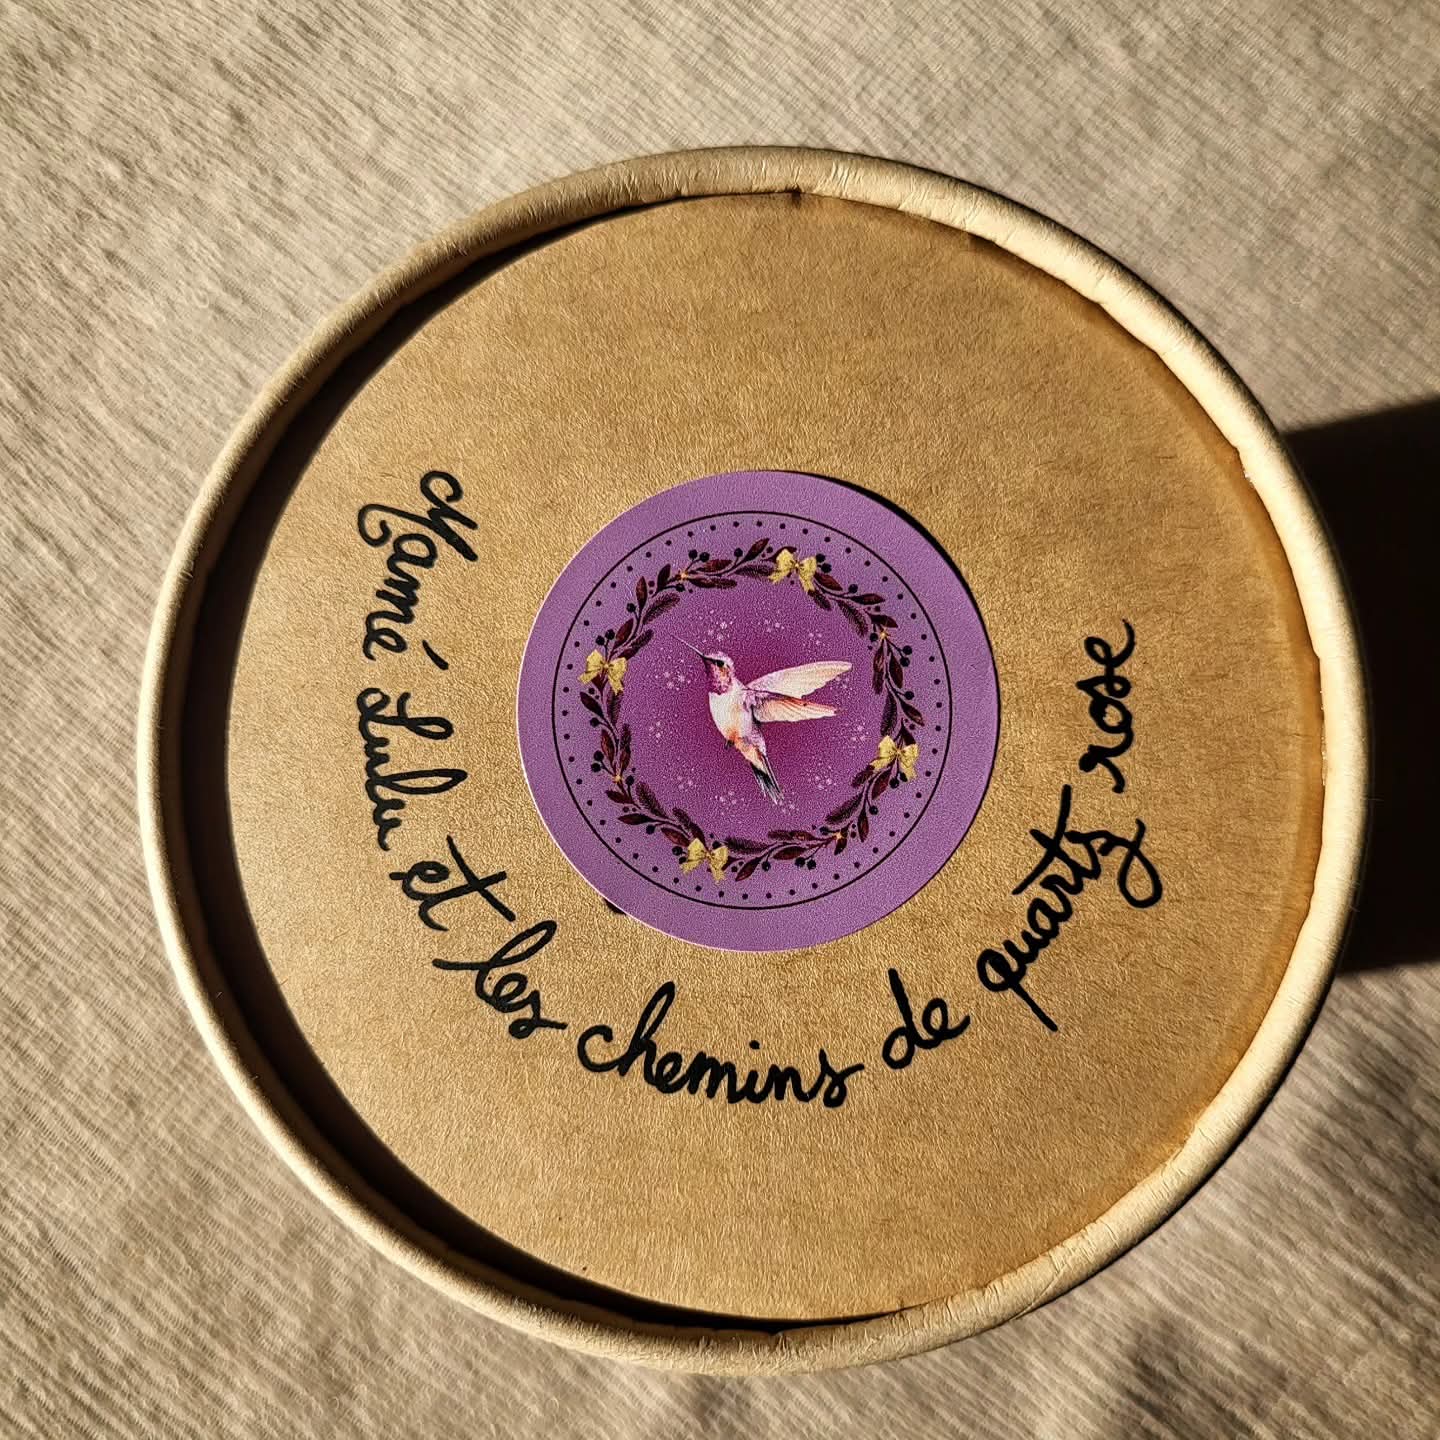 Mamé Lulu et les chemins de quartz rose